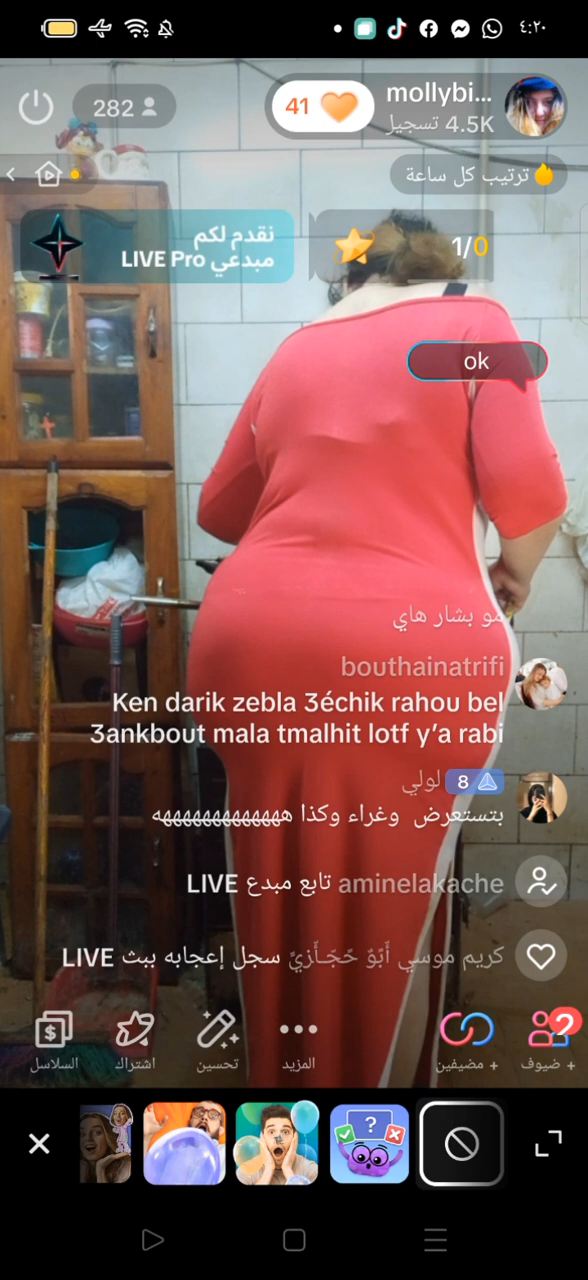 ٤:٢٠
mollybi...
4.5K تسجيل
41
282
ترتيب كل ساعة
1/0
نقدم لكم
مبدعي LIVE Pro
ok
مو بشار هاي
bouthainatrifi
Ken darik zebla 3échik rahou bel
3ankbout mala tmalhit lotf y’a rabi
لولي 8
بتستعرض وغراء وكذا هههههههههههههه
aminelakache تابع مبدع LIVE
كريم موسي أَبّوٌ حًجَـأَزيِّ سجل إعجابه ببث LIVE
2
+ ضيوف
+ مضيفين
المزيد
تحسين
اشتراك
السلاسل
$
?